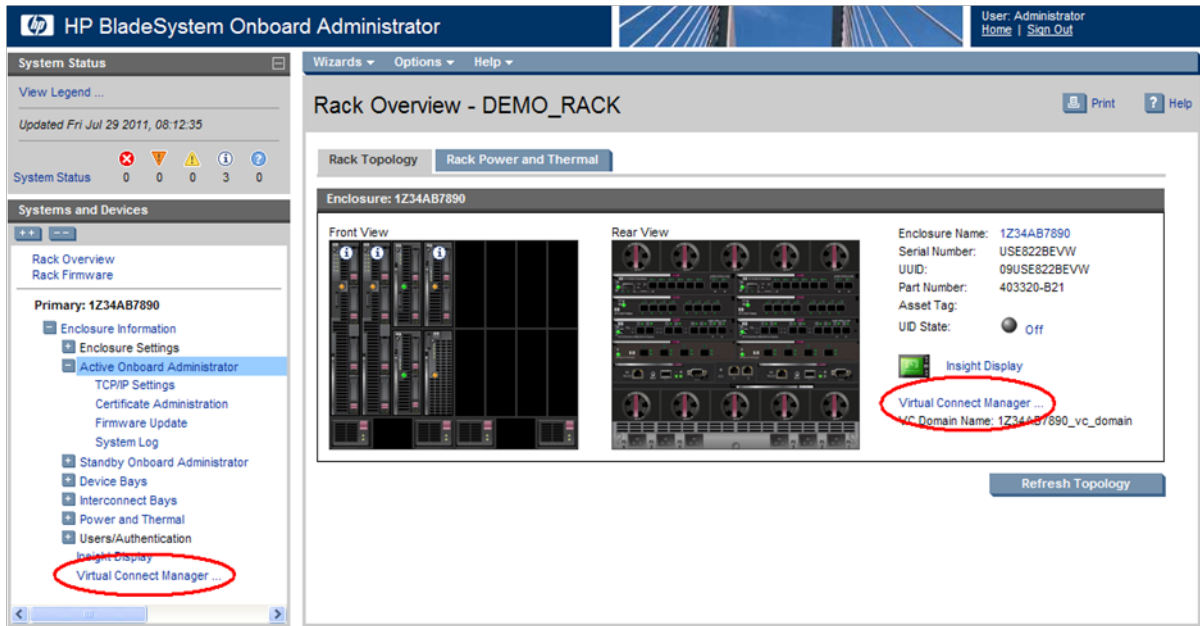 hp HP BladeSystem Onboard Administrator
User: Administrator
Home | Sign Out
System Status
View Legend ...
Updated Fri Jul 29 2011, 08:12:35
System Status 0 0 0 3 0
Systems and Devices
++ --
Rack Overview
Rack Firmware
Primary: 1Z34AB7890
Enclosure Information
Enclosure Settings
Active Onboard Administrator
TCP/IP Settings
Certificate Administration
Firmware Update
System Log
Standby Onboard Administrator
Device Bays
Interconnect Bays
Power and Thermal
Users/Authentication
Insight Display
Virtual Connect Manager ...
Wizards Options Help
Rack Overview - DEMO_RACK
Print ? Help
Rack Topology Rack Power and Thermal
Enclosure: 1Z34AB7890
Front View
Rear View
Enclosure Name: 1Z34AB7890
Serial Number: USE822BEVW
UUID: 09USE822BEVW
Part Number: 403320-B21
Asset Tag:
UID State: Off
Insight Display
Virtual Connect Manager ...
VC Domain Name: 1Z34AB7890_vc_domain
Refresh Topology